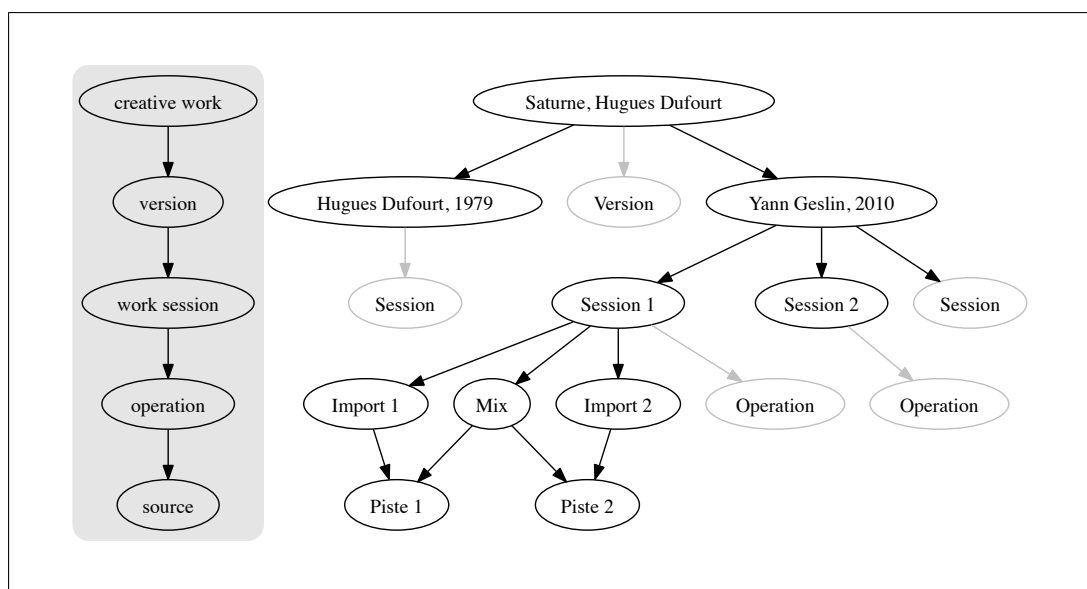 creative work
Saturne, Hugues Dufourt
version
Hugues Dufourt, 1979
Version
Yann Geslin, 2010
work session
Session
Session 1
Session 2
Session
operation
Import 1
Mix
Import 2
Operation
Operation
source
Piste 1
Piste 2